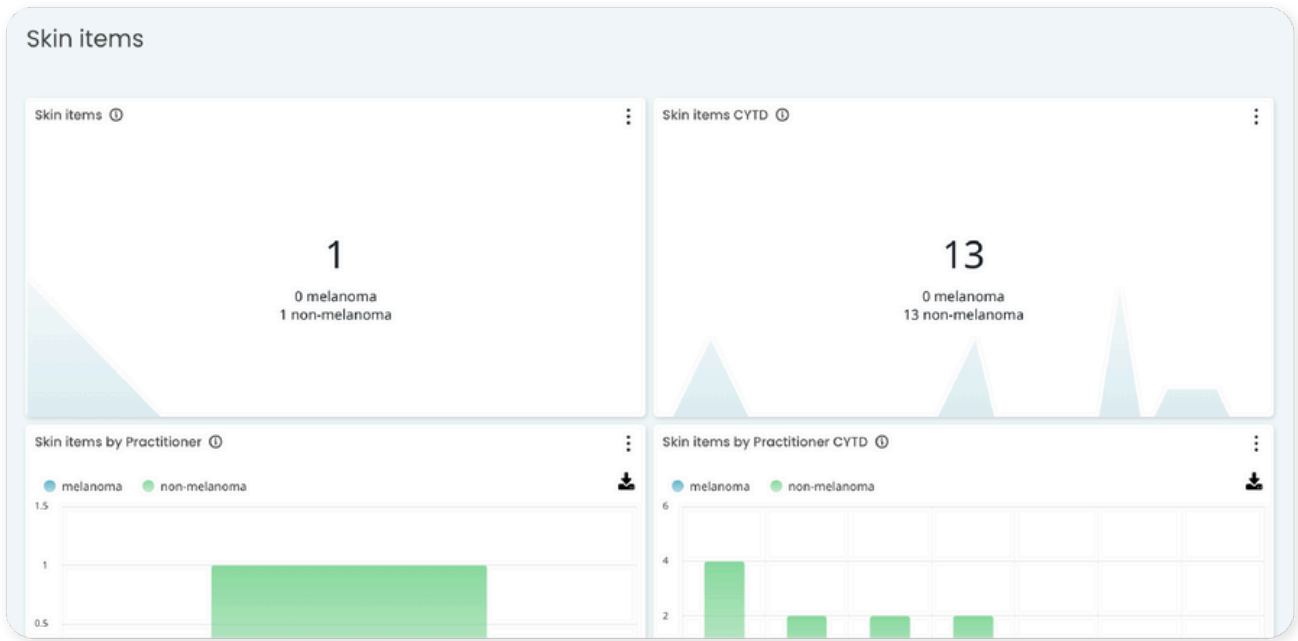 Skin items
Skin items
1
0 melanoma
1 non-melanoma
Skin items CYTD
13
0 melanoma
13 non-melanoma
Skin items by Practitioner
melanoma non-melanoma
1.5
1
0.5
Skin items by Practitioner CYTD
melanoma non-melanoma
6
4
2